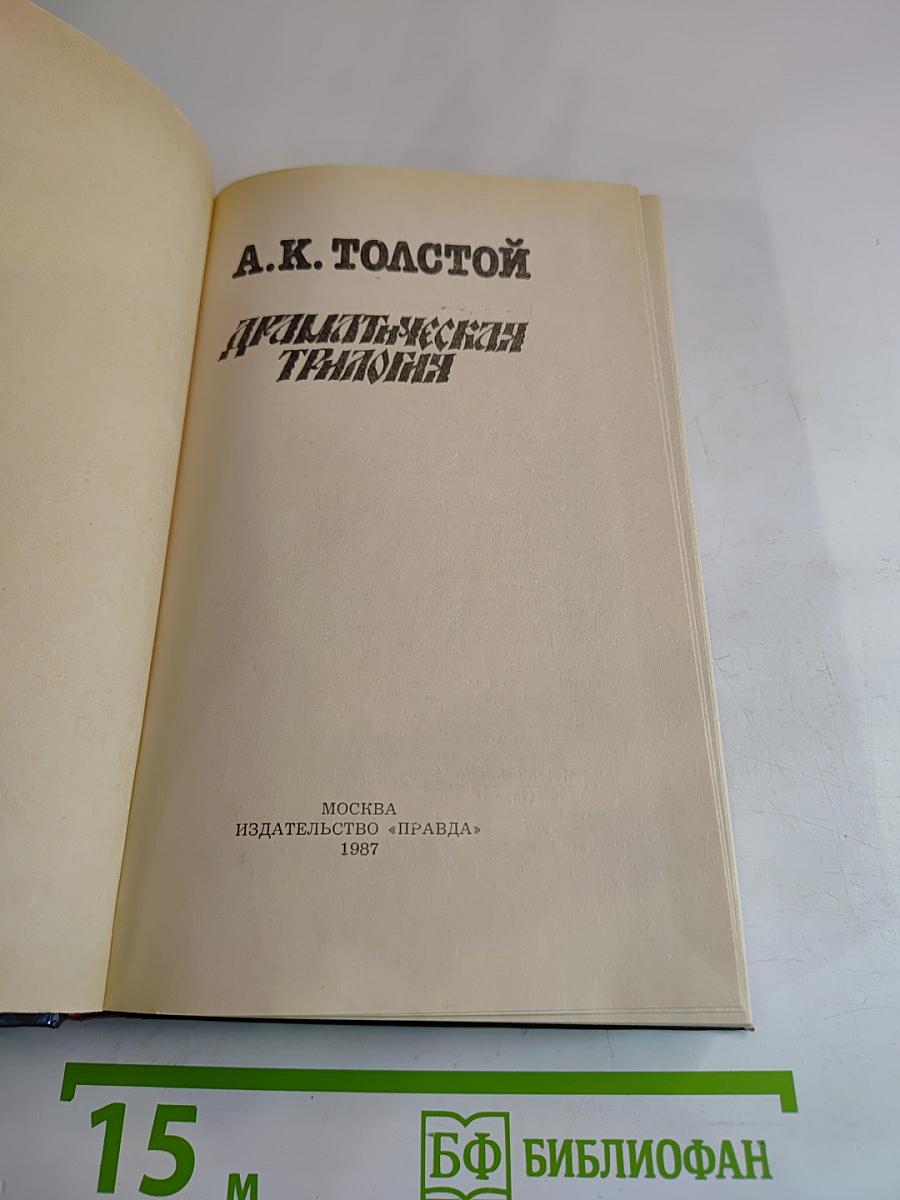 А.К. ТОЛСТОЙ
ДРАМАТИЧЕСКАЯ
ТРИЛОГИЯ
МОСКВА
ИЗДАТЕЛЬСТВО «ПРАВДА»
1987
15 м
БФ БИБЛИОФАН